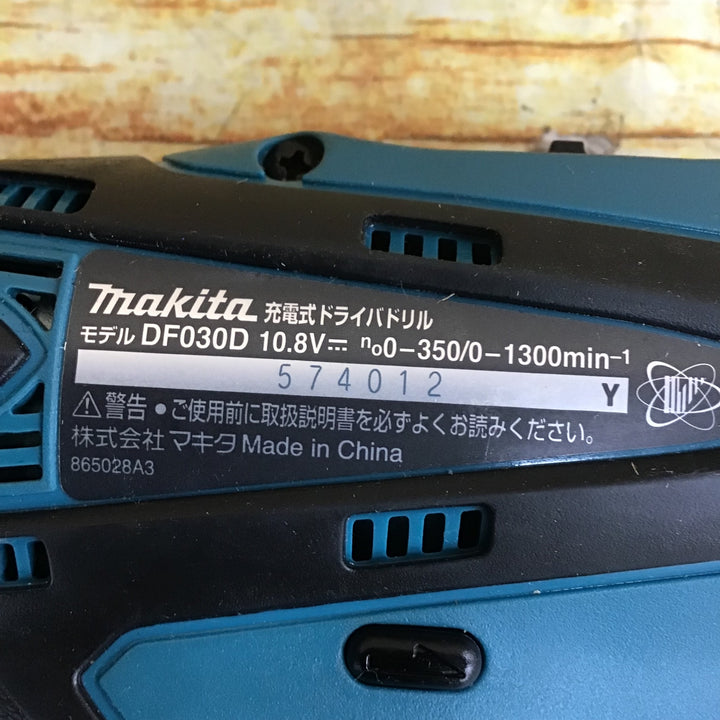 makita 充電式ドライバドリル
モデル DF030D 10.8V⎓ n₀0-350/0-1300min⁻¹
574012 Y
⚠警告 ●ご使用前に取扱説明書を必ずよくお読みください。
株式会社 マキタ Made in China
865028A3